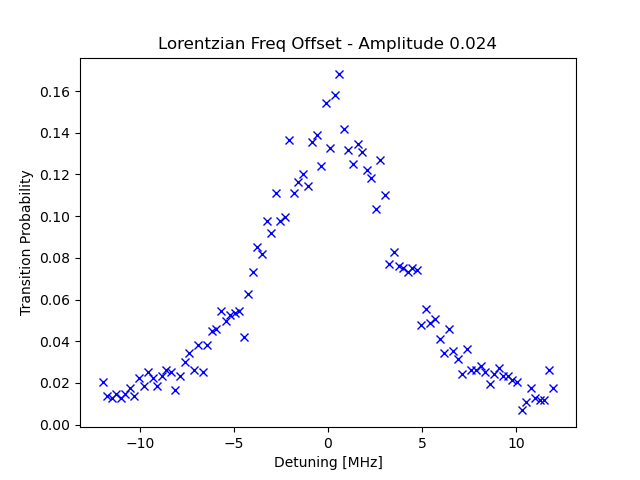 Lorentzian Freq Offset - Amplitude 0.024
0.16
0.14
0.12
0.10
0.08
0.06
0.04
0.02
0.00
Transition Probability
−10 −5 0 5 10
Detuning [MHz]